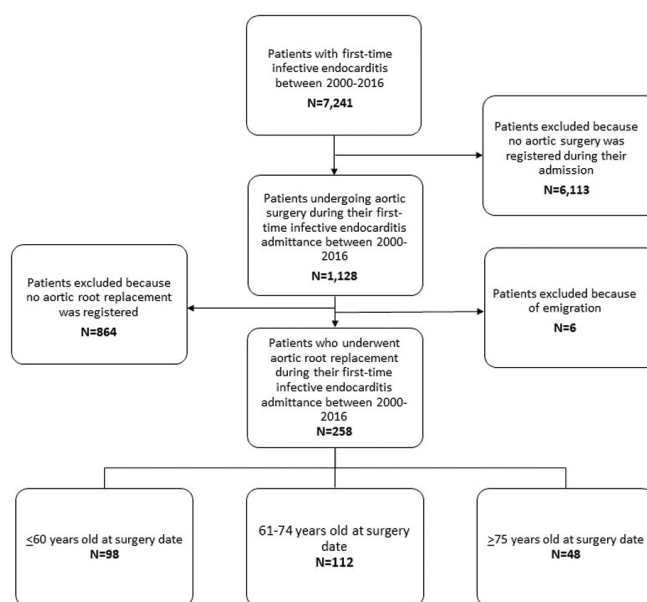 Patients with first-time
infective endocarditis
between 2000-2016
N=7,241
Patients excluded because
no aortic surgery was
registered during their
admission
N=6,113
Patients undergoing aortic
surgery during their first-
time infective endocarditis
admittance between 2000-
2016
N=1,128
Patients excluded because
no aortic root replacement
was registered
N=864
Patients excluded because
of emigration
N=6
Patients who underwent
aortic root replacement
during their first-time
infective endocarditis
admittance between 2000-
2016
N=258
≤60 years old at surgery date
N=98
61-74 years old at surgery
date
N=112
≥75 years old at surgery date
N=48